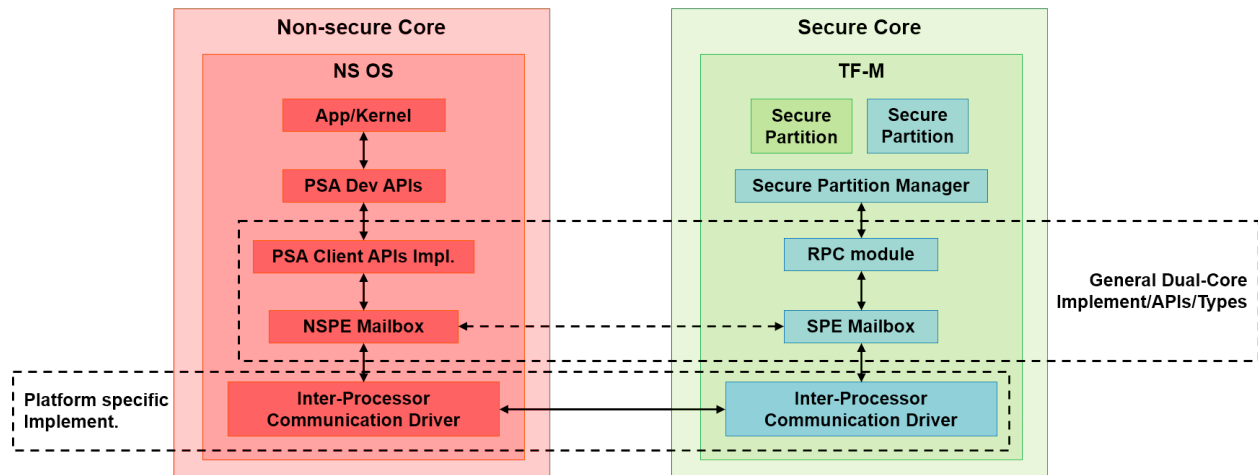 Non-secure Core
NS OS
App/Kernel
PSA Dev APIs
PSA Client APIs Impl.
NSPE Mailbox
Inter-Processor
Communication Driver
Secure Core
TF-M
Secure
Partition
Secure
Partition
Secure Partition Manager
RPC module
SPE Mailbox
Inter-Processor
Communication Driver
General Dual-Core
Implement/APIs/Types
Platform specific
Implement.